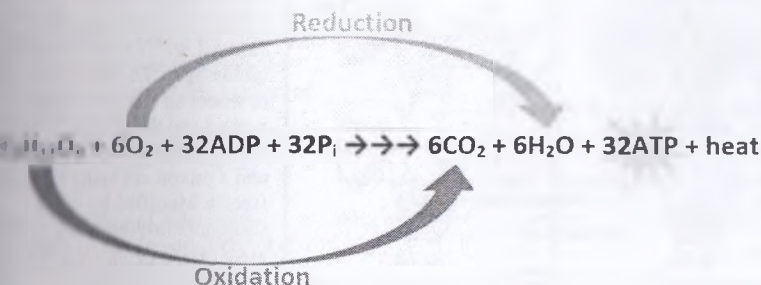 Reduction
+ 6O₂ + 32ADP + 32Pᵢ →→→ 6CO₂ + 6H₂O + 32ATP + heat
Oxidation